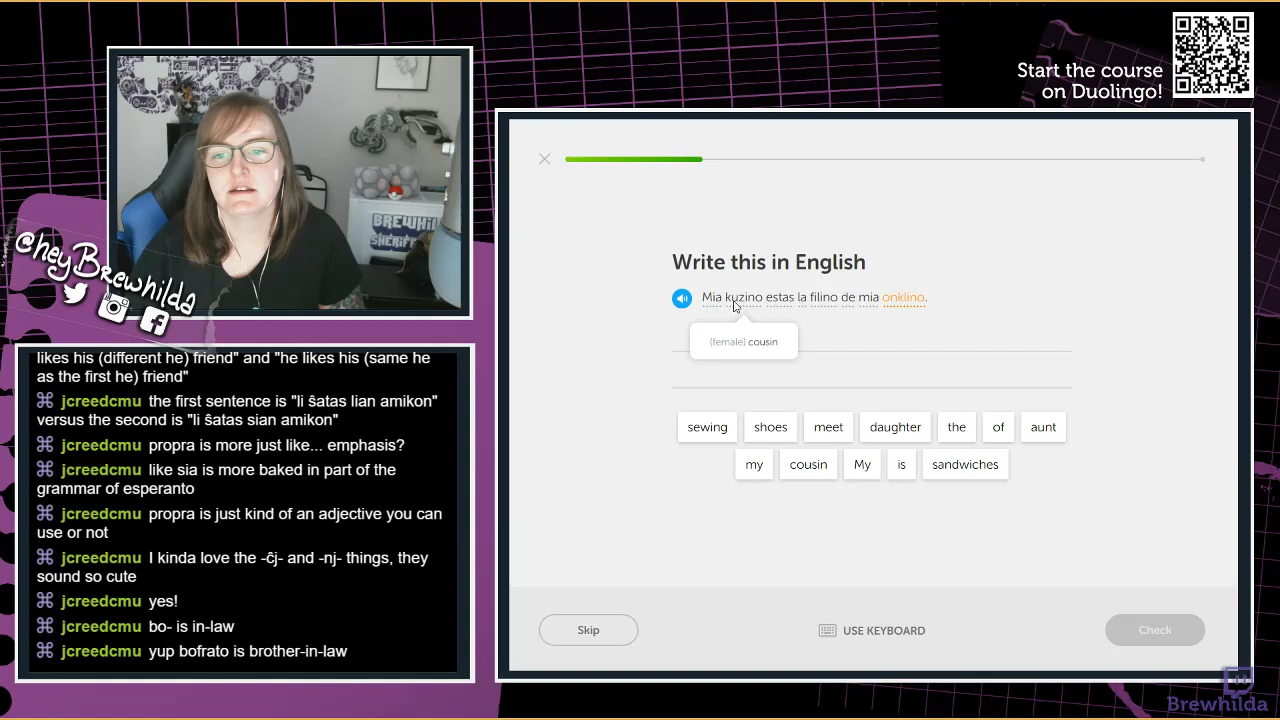 Start the course
on Duolingo!
@heyBrewhilda
BREWHIL
SHERIFF
likes his (different he) friend" and "he likes his (same he
as the first he) friend"
jcreedcmu the first sentence is "li ŝatas lian amikon"
versus the second is "li ŝatas sian amikon"
jcreedcmu propra is more just like... emphasis?
jcreedcmu like sia is more baked in part of the
grammar of esperanto
jcreedcmu propra is just kind of an adjective you can
use or not
jcreedcmu I kinda love the -ĉj- and -nj- things, they
sound so cute
jcreedcmu yes!
jcreedcmu bo- is in-law
jcreedcmu yup bofrato is brother-in-law
Write this in English
Mia kuzino estas la filino de mia onklino.
(female) cousin
sewing shoes meet daughter the of aunt
my cousin My is sandwiches
Skip
USE KEYBOARD
Check
Brewhilda